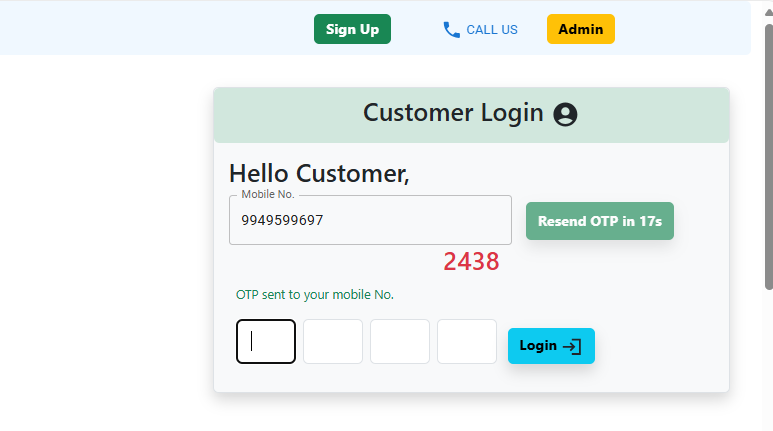 Sign Up
CALL US
Admin
Customer Login
Hello Customer,
Mobile No.
9949599697
Resend OTP in 17s
2438
OTP sent to your mobile No.
Login